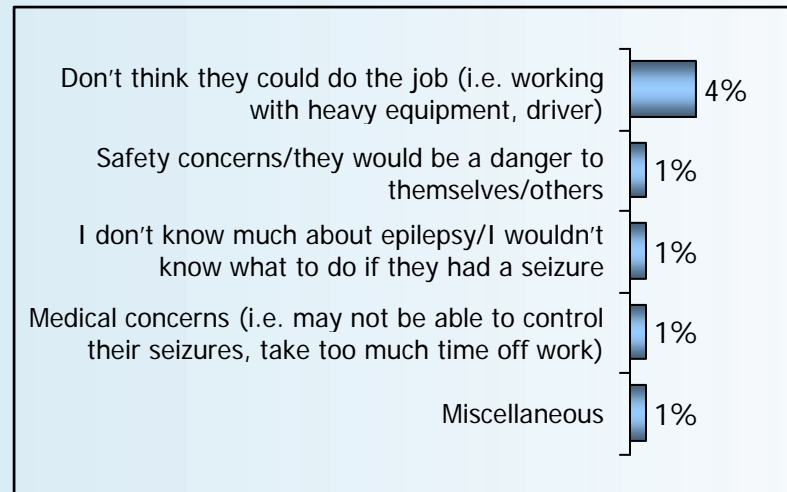 Don't think they could do the job (i.e. working
with heavy equipment, driver)
4%
Safety concerns/they would be a danger to
themselves/others
1%
I don't know much about epilepsy/I wouldn't
know what to do if they had a seizure
1%
Medical concerns (i.e. may not be able to control
their seizures, take too much time off work)
1%
Miscellaneous
1%